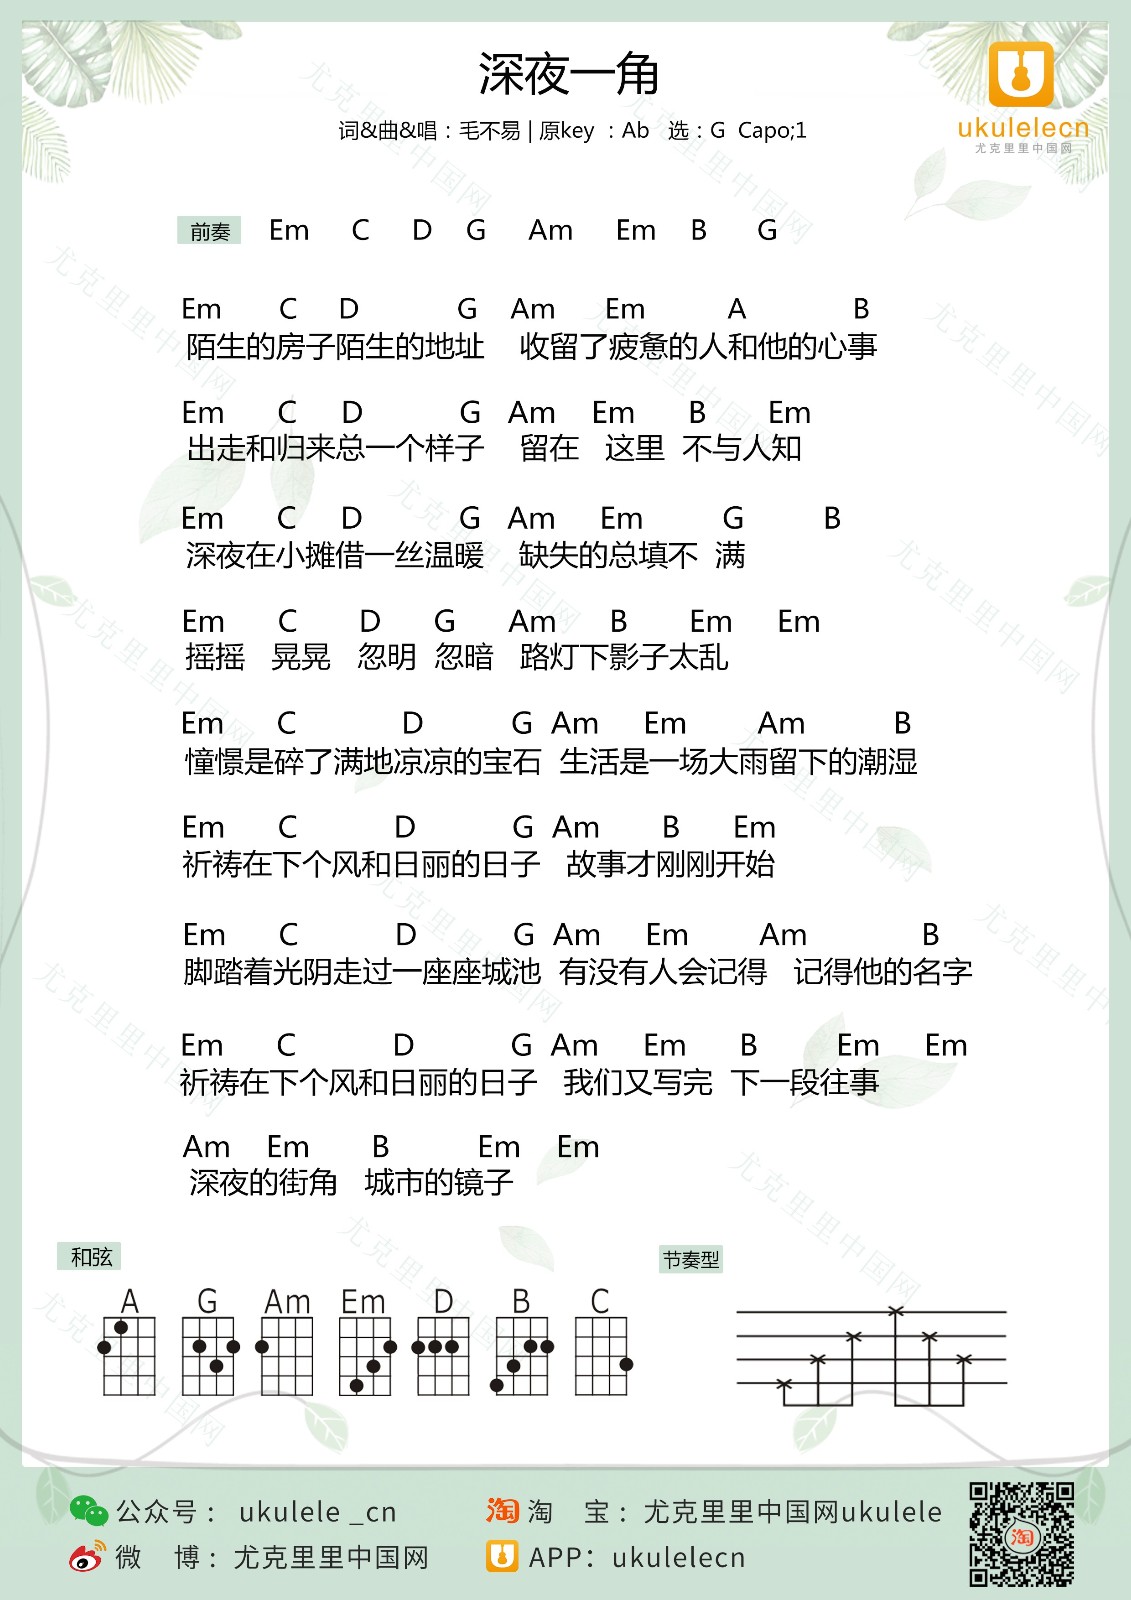 深夜一角
词&曲&唱：毛不易 | 原key ：Ab 选：G Capo;1
ukulelecn
尤克里里中国网
前奏 Em C D G Am Em B G
Em C D G Am Em A B
陌生的房子陌生的地址 收留了疲惫的人和他的心事
Em C D G Am Em B Em
出走和归来总一个样子 留在 这里 不与人知
Em C D G Am Em G B
深夜在小摊借一丝温暖 缺失的总填不 满
Em C D G Am B Em Em
摇摇 晃晃 忽明 忽暗 路灯下影子太乱
Em C D G Am Em Am B
憧憬是碎了满地凉凉的宝石 生活是一场大雨留下的潮湿
Em C D G Am B Em
祈祷在下个风和日丽的日子 故事才刚刚开始
Em C D G Am Em Am B
脚踏着光阴走过一座座城池 有没有人会记得 记得他的名字
Em C D G Am Em B Em Em
祈祷在下个风和日丽的日子 我们又写完 下一段往事
Am Em B Em Em
深夜的街角 城市的镜子
和弦 节奏型
A G Am Em D B C
公众号： ukulele _cn 淘 淘 宝：尤克里里中国网ukulele
微 博：尤克里里中国网 APP：ukulelecn
淘
尤克里里中国网